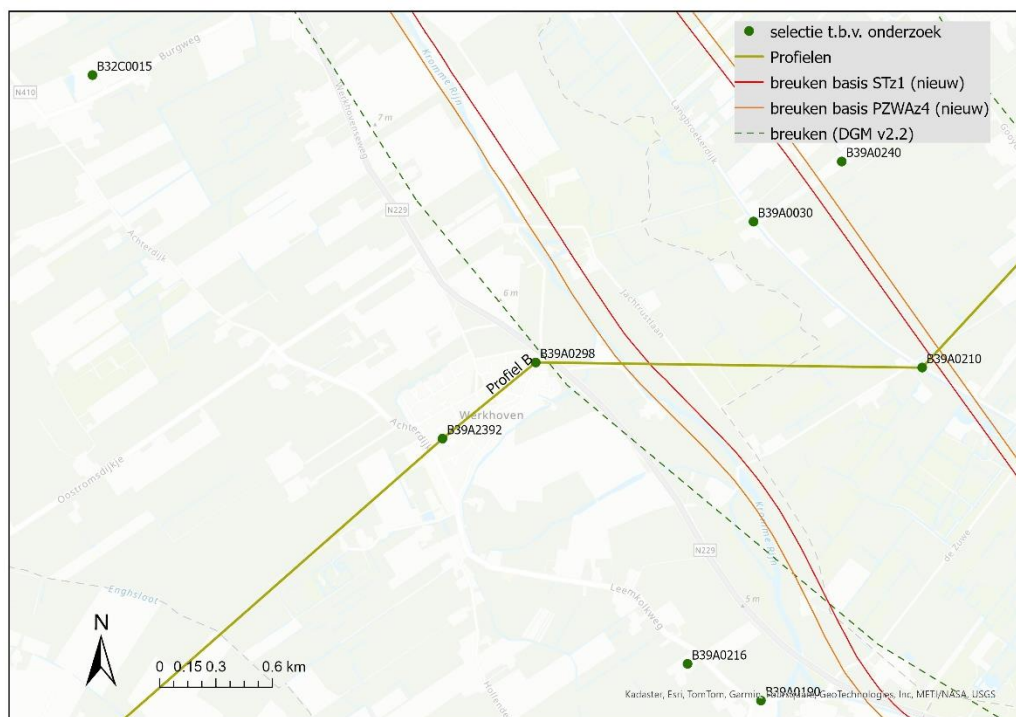 selectie t.b.v. onderzoek
Profielen
breuken basis STz1 (nieuw)
breuken basis PZWAz4 (nieuw)
breuken (DGM v2.2)
B32C0015
Burgweg
N410
Kromme Rijn
7 m
Werkhovenseweg
Langbroekerdijk
B39A0240
B39A0030
N229
Achterdijk
6 m
Jachtrustlaan
B39A0298
B39A0210
Profiel B
Werkhoven
B39A2392
Achterdijk
Oostromsdijkje
Kromme Rijn
de Zuwe
N229
Enghsloot
Leemkolkweg
5 m
N
0 0.15 0.3 0.6 km
B39A0216
B39A0190
Kadaster, Esri, TomTom, Garmin, Foursquare, GeoTechnologies, Inc, METI/NASA, USGS